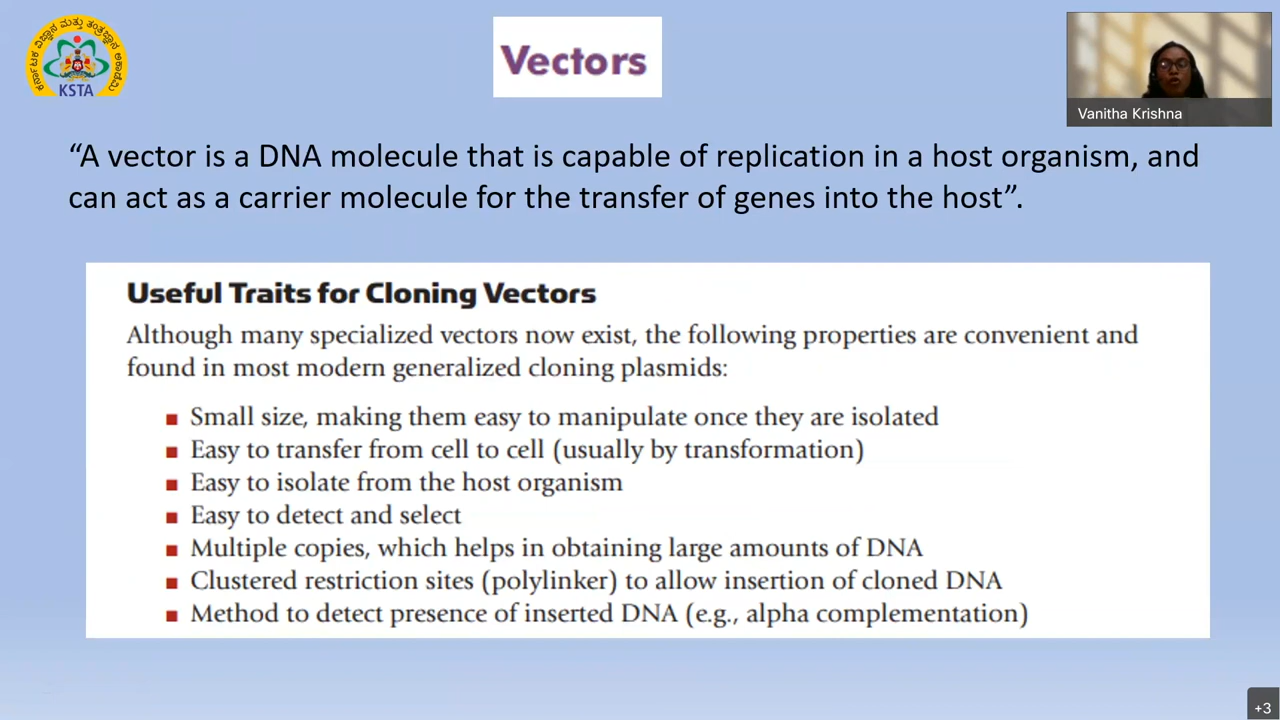 ಕರ್ನಾಟಕ ವಿಜ್ಞಾನ ಮತ್ತು ತಂತ್ರಜ್ಞಾನ ಅಕಾಡೆಮಿ
KSTA
Vectors
Vanitha Krishna
“A vector is a DNA molecule that is capable of replication in a host organism, and
can act as a carrier molecule for the transfer of genes into the host”.
Useful Traits for Cloning Vectors
Although many specialized vectors now exist, the following properties are convenient and
found in most modern generalized cloning plasmids:
■ Small size, making them easy to manipulate once they are isolated
■ Easy to transfer from cell to cell (usually by transformation)
■ Easy to isolate from the host organism
■ Easy to detect and select
■ Multiple copies, which helps in obtaining large amounts of DNA
■ Clustered restriction sites (polylinker) to allow insertion of cloned DNA
■ Method to detect presence of inserted DNA (e.g., alpha complementation)
+3